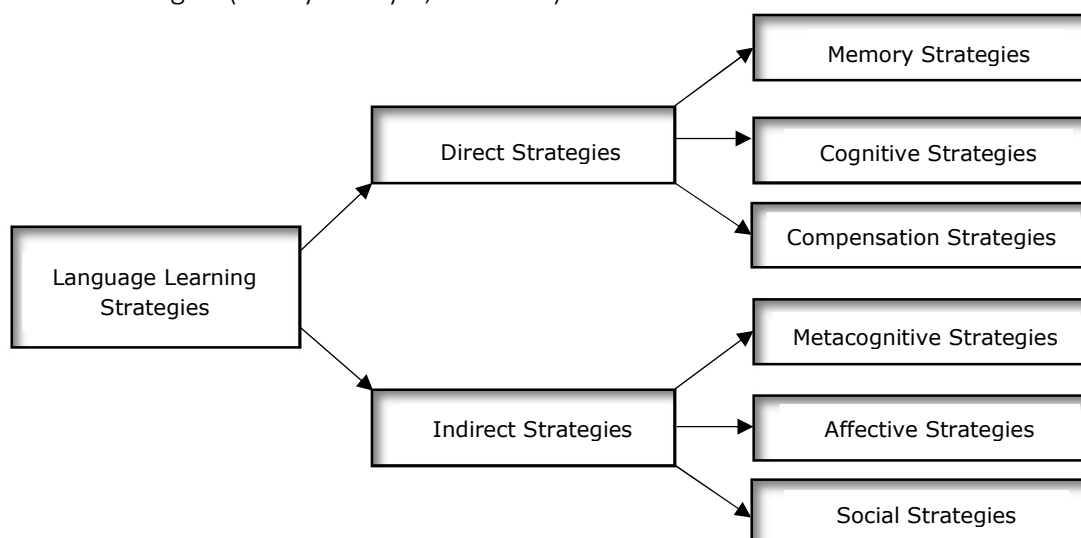 Memory Strategies
Direct Strategies
Cognitive Strategies
Compensation Strategies
Language Learning
Strategies
Metacognitive Strategies
Indirect Strategies
Affective Strategies
Social Strategies